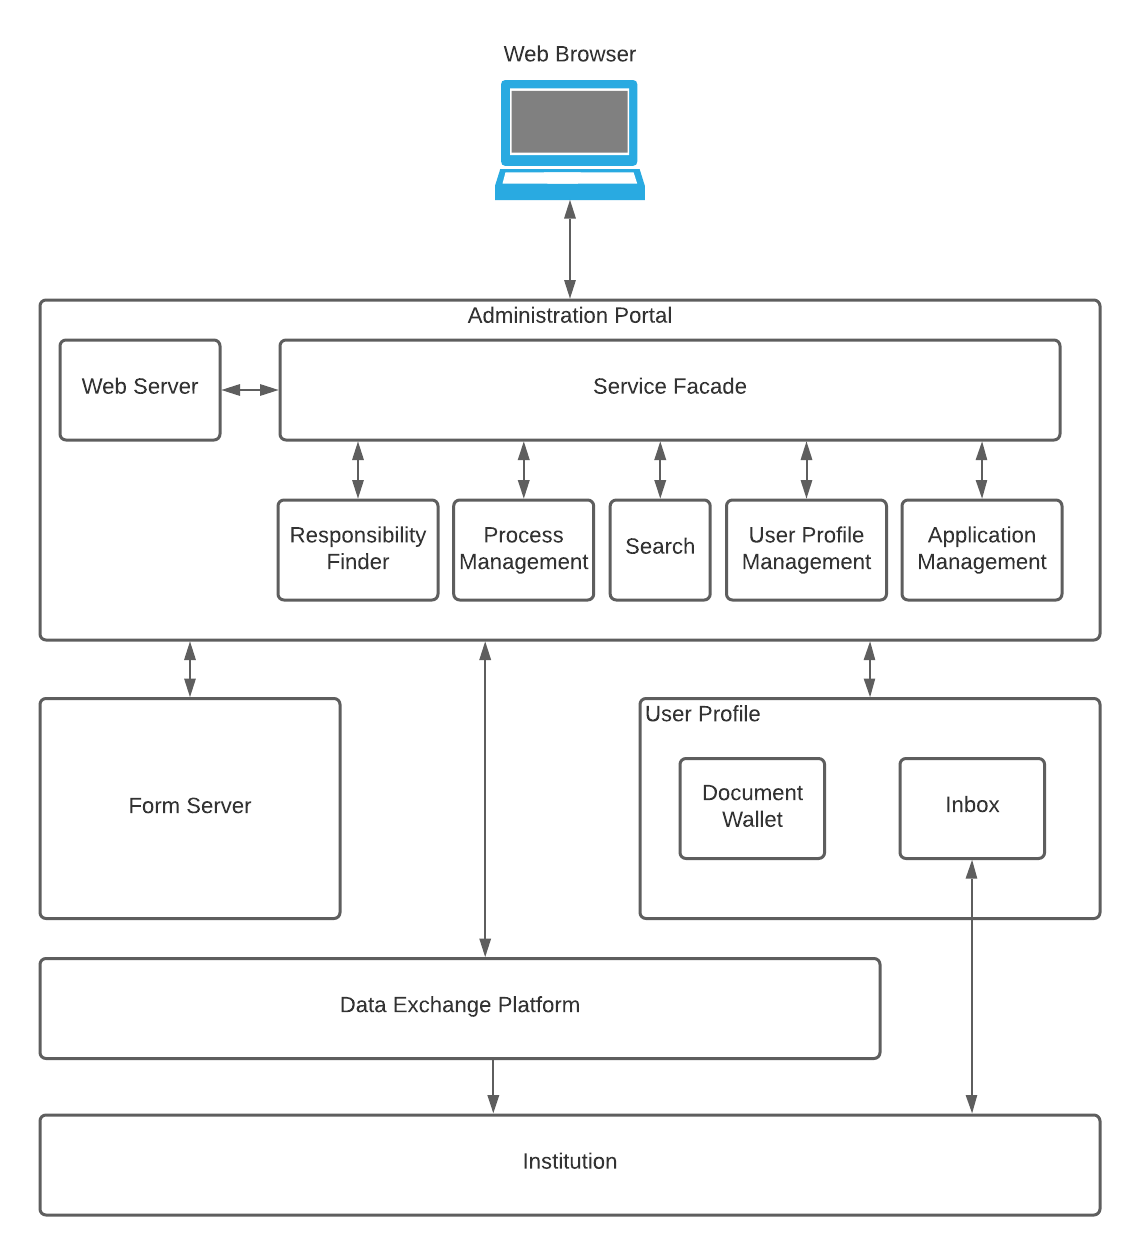 Web Browser
Administration Portal
Web Server
Service Facade
Responsibility
Finder
Process
Management
Search
User Profile
Management
Application
Management
User Profile
Form Server
Document
Wallet
Inbox
Data Exchange Platform
Institution